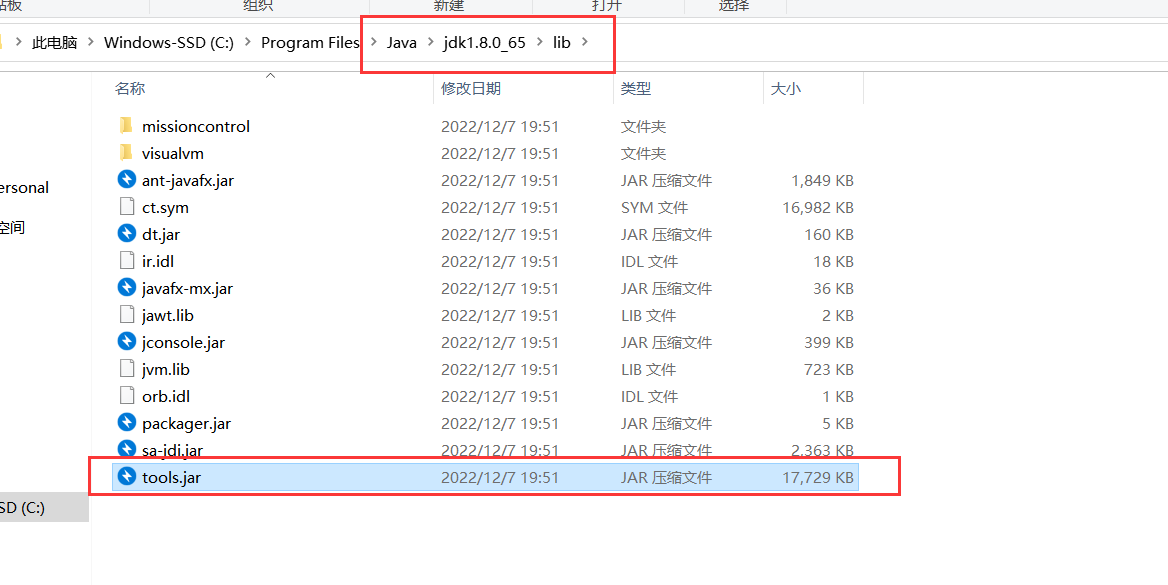 组织 新建 打开 选择
此电脑 Windows-SSD (C:) Program Files Java jdk1.8.0_65 lib
名称 修改日期 类型 大小
missioncontrol 2022/12/7 19:51 文件夹
visualvm 2022/12/7 19:51 文件夹
ersonal
ant-javafx.jar 2022/12/7 19:51 JAR 压缩文件 1,849 KB
ct.sym 2022/12/7 19:51 SYM 文件 16,982 KB
空间
dt.jar 2022/12/7 19:51 JAR 压缩文件 160 KB
ir.idl 2022/12/7 19:51 IDL 文件 18 KB
javafx-mx.jar 2022/12/7 19:51 JAR 压缩文件 36 KB
jawt.lib 2022/12/7 19:51 LIB 文件 2 KB
jconsole.jar 2022/12/7 19:51 JAR 压缩文件 399 KB
jvm.lib 2022/12/7 19:51 LIB 文件 723 KB
orb.idl 2022/12/7 19:51 IDL 文件 1 KB
packager.jar 2022/12/7 19:51 JAR 压缩文件 5 KB
sa-jdi.jar 2022/12/7 19:51 JAR 压缩文件 2,363 KB
tools.jar 2022/12/7 19:51 JAR 压缩文件 17,729 KB
SD (C:)